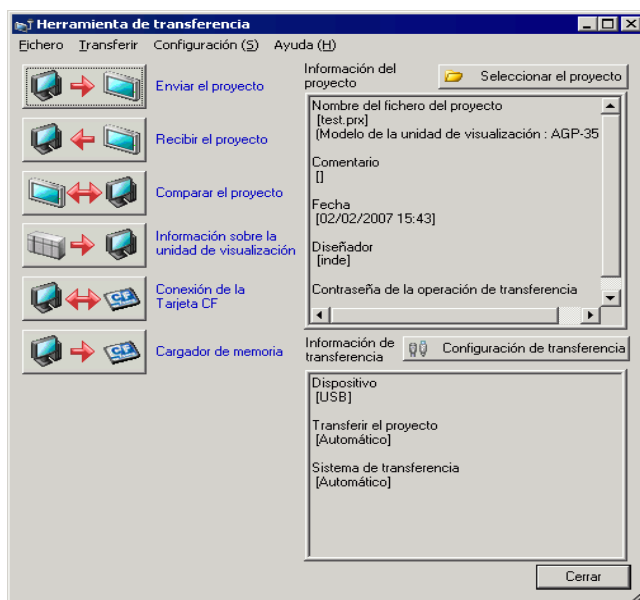 Herramienta de transferencia
Fichero Transferir Configuración (S) Ayuda (H)
Enviar el proyecto
Recibir el proyecto
Comparar el proyecto
Información sobre la
unidad de visualización
Conexión de la
Tarjeta CF
Cargador de memoria
Información del
proyecto
Seleccionar el proyecto
Nombre del fichero del proyecto
[test.prx]
(Modelo de la unidad de visualización : AGP-35
Comentario
[]
Fecha
[02/02/2007 15:43]
Diseñador
[inde]
Contraseña de la operación de transferencia
Información de
transferencia
Configuración de transferencia
Dispositivo
[USB]
Transferir el proyecto
[Automático]
Sistema de transferencia
[Automático]
Cerrar